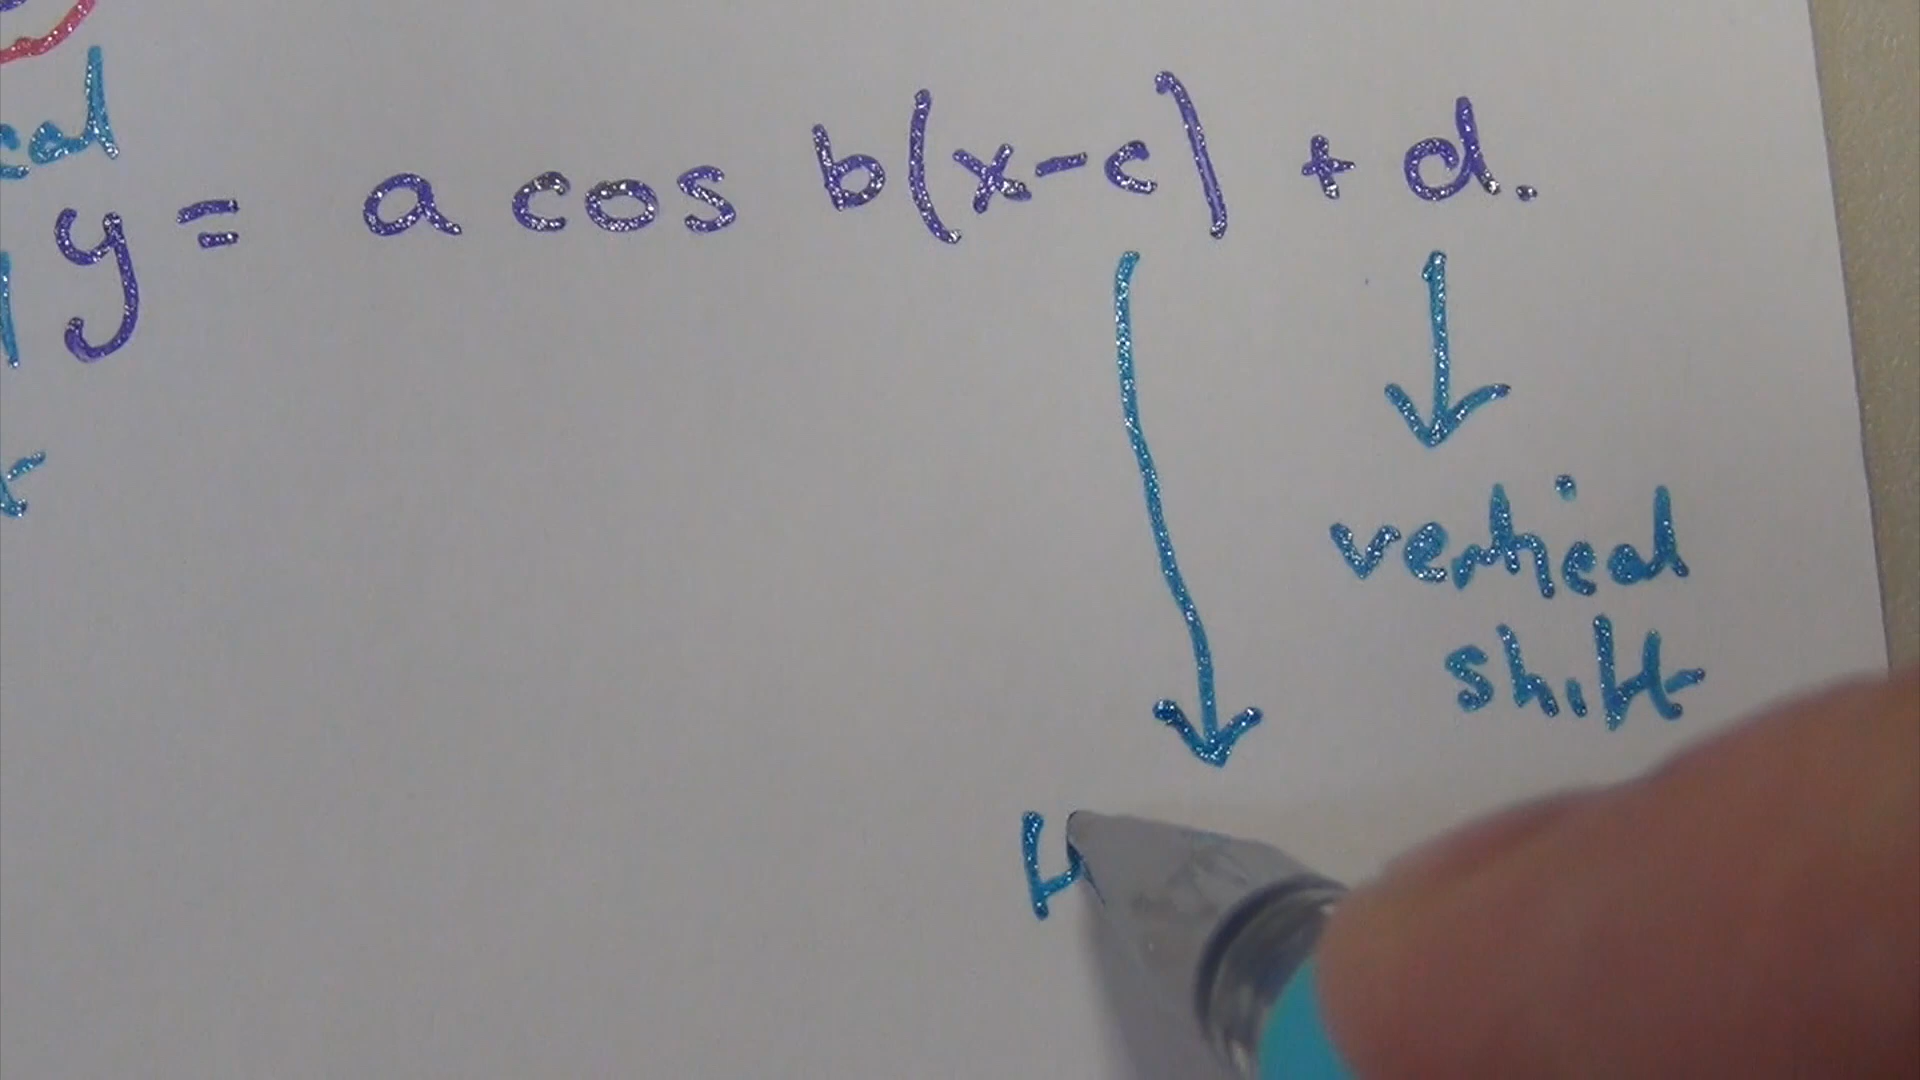 y = a cos b(x-c) + d.
vertical
shift
H